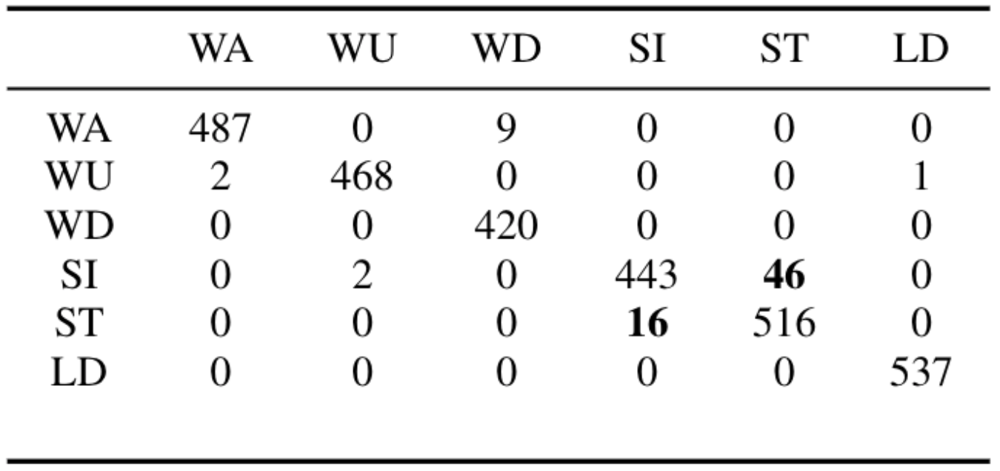 WA WU WD SI ST LD
WA 487 0 9 0 0 0
WU 2 468 0 0 0 1
WD 0 0 420 0 0 0
SI 0 2 0 443 46 0
ST 0 0 0 16 516 0
LD 0 0 0 0 0 537